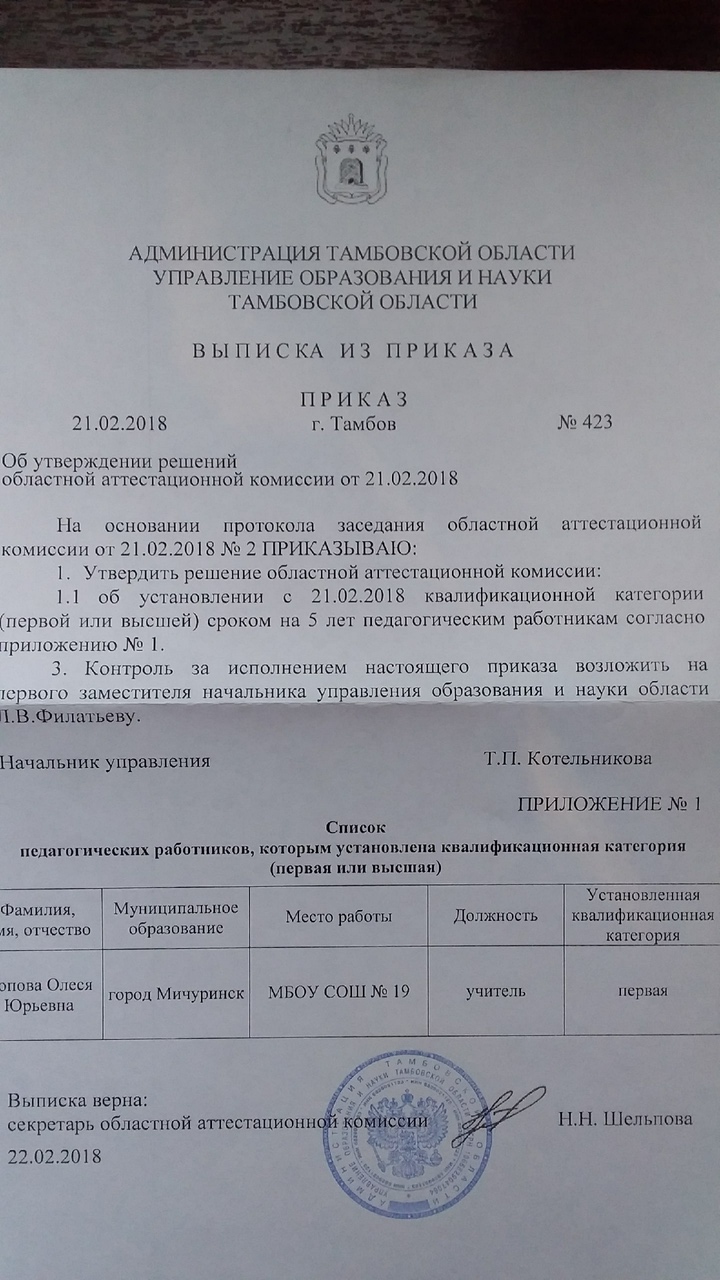 АДМИНИСТРАЦИЯ ТАМБОВСКОЙ ОБЛАСТИ
УПРАВЛЕНИЕ ОБРАЗОВАНИЯ И НАУКИ
ТАМБОВСКОЙ ОБЛАСТИ
ВЫПИСКА ИЗ ПРИКАЗА
ПРИКАЗ
21.02.2018 г. Тамбов № 423
Об утверждении решений
областной аттестационной комиссии от 21.02.2018
На основании протокола заседания областной аттестационной
комиссии от 21.02.2018 № 2 ПРИКАЗЫВАЮ:
1. Утвердить решение областной аттестационной комиссии:
1.1 об установлении с 21.02.2018 квалификационной категории
(первой или высшей) сроком на 5 лет педагогическим работникам согласно
приложению № 1.
3. Контроль за исполнением настоящего приказа возложить на
первого заместителя начальника управления образования и науки области
Л.В.Филатьеву.
Начальник управления Т.П. Котельникова
ПРИЛОЖЕНИЕ № 1
Список
педагогических работников, которым установлена квалификационная категория
(первая или высшая)
Фамилия,
мя, отчество
Муниципальное
образование
Место работы
Должность
Установленная
квалификационная
категория
опова Олеся
Юрьевна
город Мичуринск
МБОУ СОШ № 19
учитель
первая
Выписка верна:
секретарь областной аттестационной комиссии Н.Н. Шельпова
22.02.2018
АДМИНИСТРАЦИЯ ТАМБОВСКОЙ ОБЛАСТИ